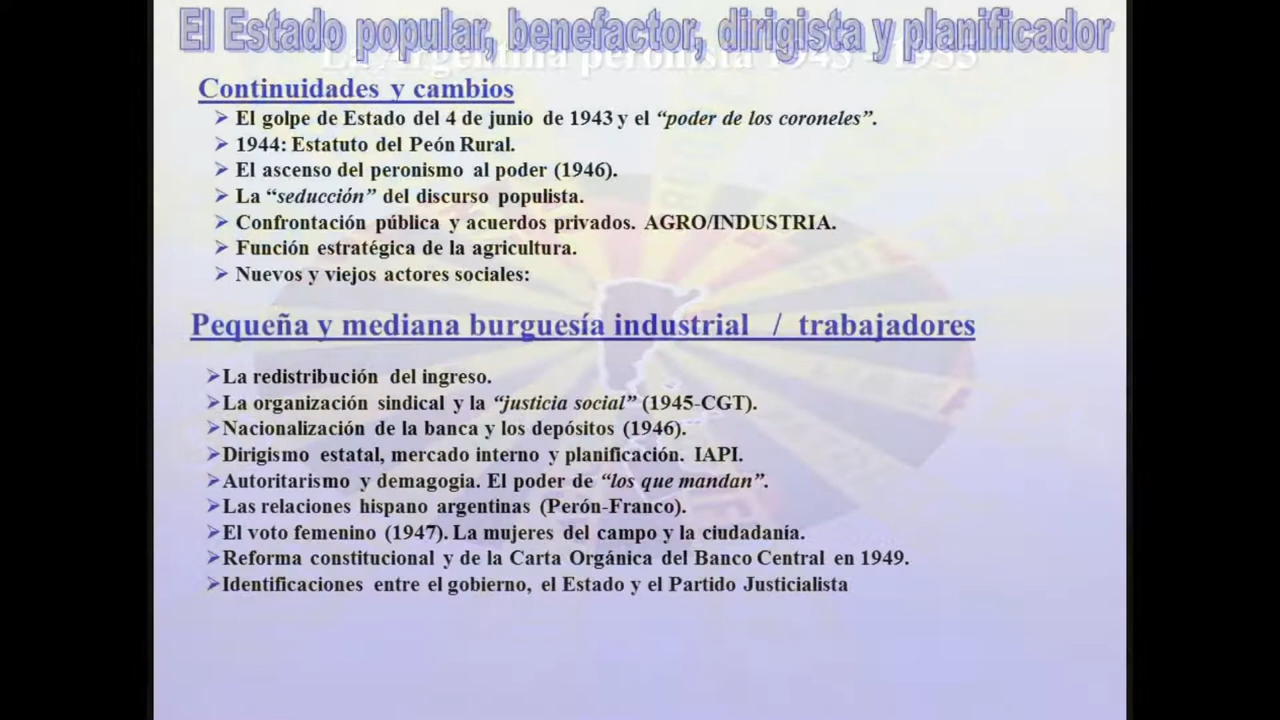 El Estado popular, benefactor, dirigista y planificador
La Argentina peronista 1943 - 1955
Continuidades y cambios
➢ El golpe de Estado del 4 de junio de 1943 y el “poder de los coroneles”.
➢ 1944: Estatuto del Peón Rural.
➢ El ascenso del peronismo al poder (1946).
➢ La “seducción” del discurso populista.
➢ Confrontación pública y acuerdos privados. AGRO/INDUSTRIA.
➢ Función estratégica de la agricultura.
➢ Nuevos y viejos actores sociales:
Pequeña y mediana burguesía industrial / trabajadores
➢La redistribución del ingreso.
➢La organización sindical y la “justicia social” (1945-CGT).
➢Nacionalización de la banca y los depósitos (1946).
➢Dirigismo estatal, mercado interno y planificación. IAPI.
➢Autoritarismo y demagogia. El poder de “los que mandan”.
➢Las relaciones hispano argentinas (Perón-Franco).
➢El voto femenino (1947). La mujeres del campo y la ciudadanía.
➢Reforma constitucional y de la Carta Orgánica del Banco Central en 1949.
➢Identificaciones entre el gobierno, el Estado y el Partido Justicialista